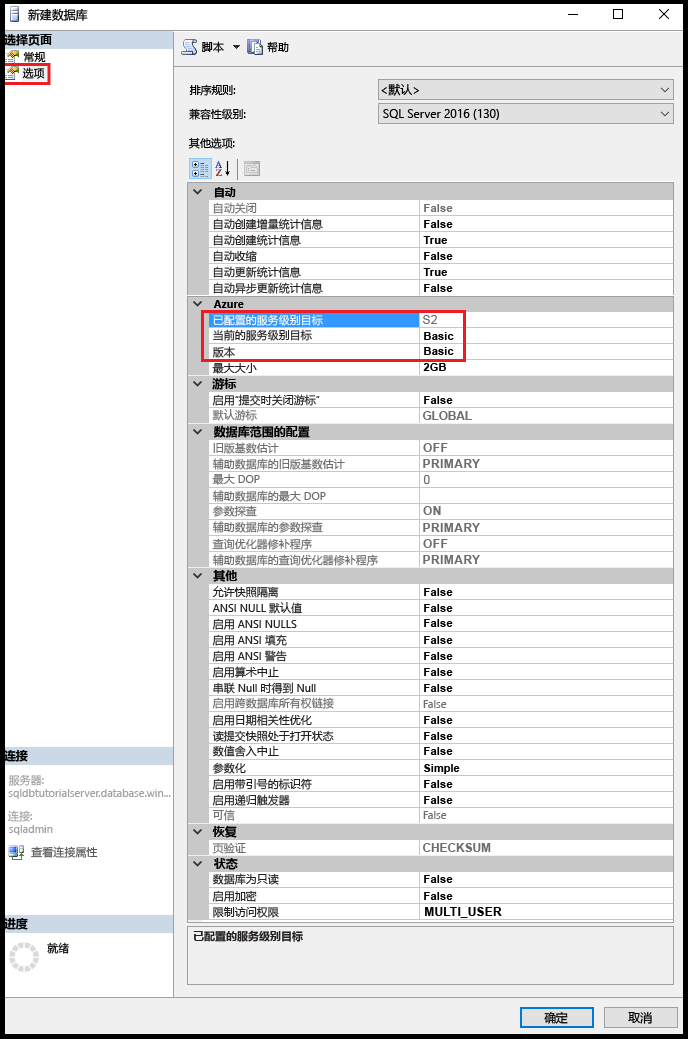 新建数据库
选择页面
常规
选项
脚本 帮助
排序规则: <默认>
兼容性级别: SQL Server 2016 (130)
其他选项:
自动
自动关闭 False
自动创建增量统计信息 False
自动创建统计信息 True
自动收缩 False
自动更新统计信息 True
自动异步更新统计信息 False
Azure
已配置的服务级别目标 S2
当前的服务级别目标 Basic
版本 Basic
最大大小 2GB
游标
启用“提交时关闭游标” False
默认游标 GLOBAL
数据库范围的配置
旧版基数估计 OFF
辅助数据库的旧版基数估计 PRIMARY
最大 DOP 0
辅助数据库的最大 DOP
参数探查 ON
辅助数据库的参数探查 PRIMARY
查询优化器修补程序 OFF
辅助数据库的查询优化器修补程序 PRIMARY
其他
允许快照隔离 False
ANSI NULL 默认值 False
启用 ANSI NULLS False
启用 ANSI 填充 False
启用 ANSI 警告 False
启用算术中止 False
串联 Null 时得到 Null False
启用跨数据库所有权链接 False
启用日期相关性优化 False
读提交快照处于打开状态 False
数值舍入中止 False
参数化 Simple
启用带引号的标识符 False
启用递归触发器 False
可信 False
恢复
页验证 CHECKSUM
状态
数据库为只读 False
启用加密 False
限制访问权限 MULTI_USER
已配置的服务级别目标
连接
服务器:
sqldbtutorialserver.database.win...
连接:
sqladmin
查看连接属性
进度
就绪
确定 取消